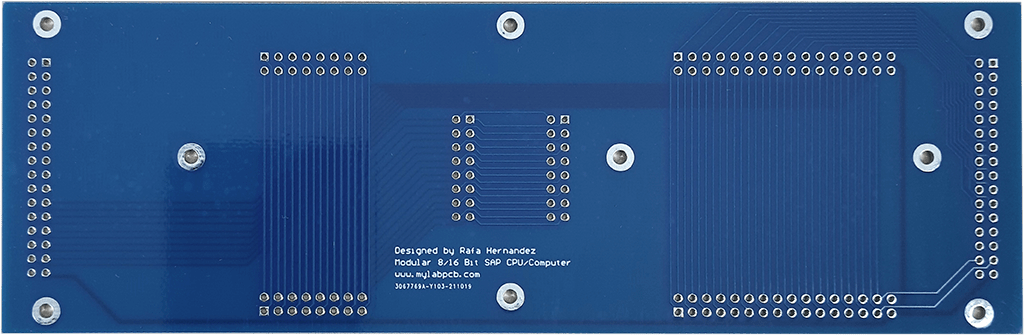 Designed by Rafa Hernandez
Modular 8/16 Bit SAP CPU/Computer
www.mylabpcb.com
3067769A-Y103-211019